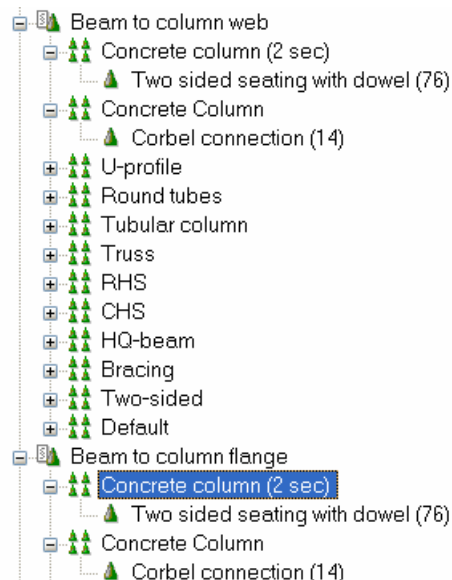 Beam to column web
Concrete column (2 sec)
Two sided seating with dowel (76)
Concrete Column
Corbel connection (14)
U-profile
Round tubes
Tubular column
Truss
RHS
CHS
HQ-beam
Bracing
Two-sided
Default
Beam to column flange
Concrete column (2 sec)
Two sided seating with dowel (76)
Concrete Column
Corbel connection (14)